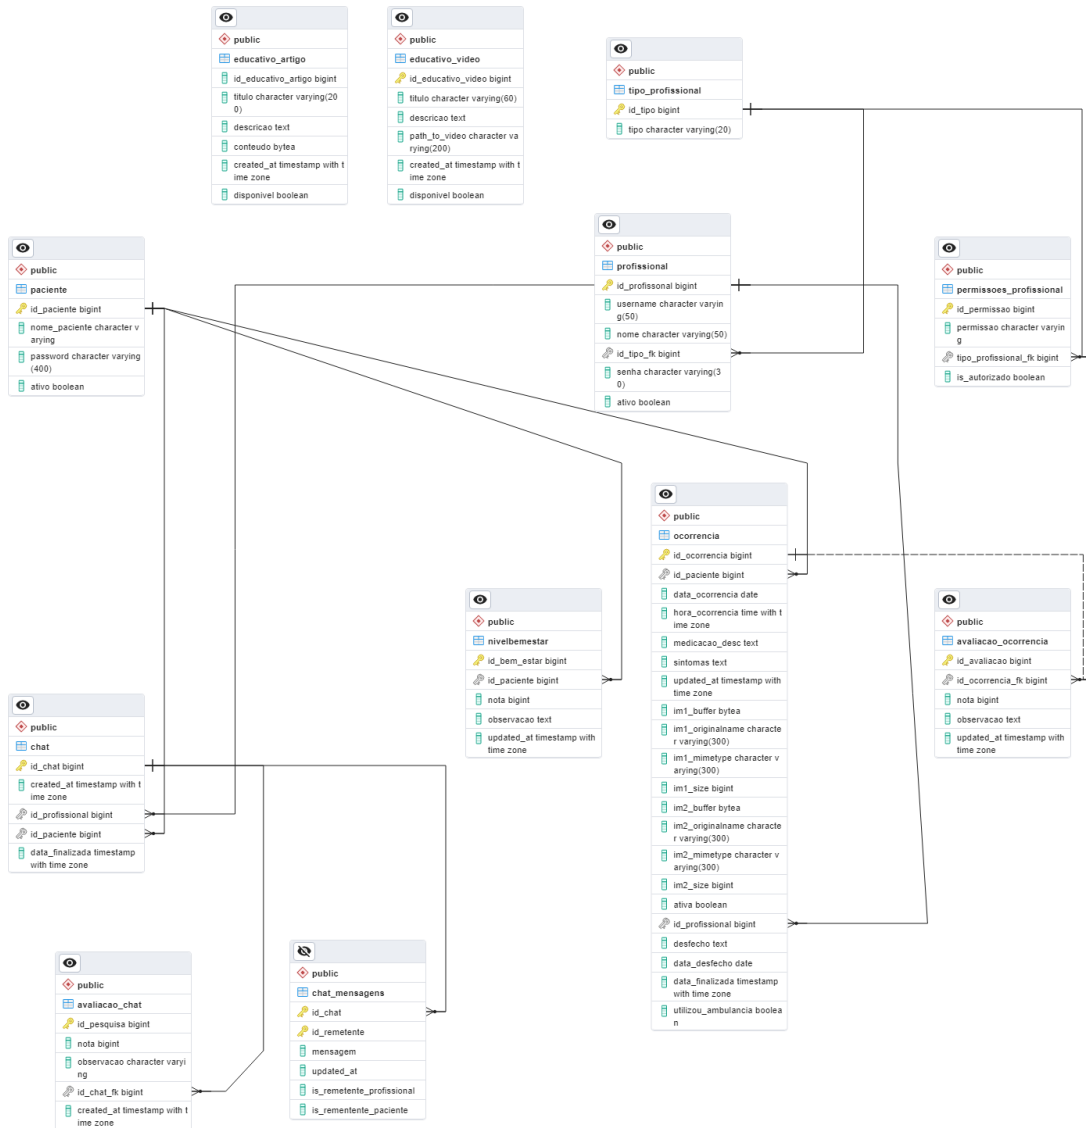 public
educativo_artigo
id_educativo_artigo bigint
titulo character varying(20
0)
descricao text
conteudo bytea
created_at timestamp with t
ime zone
disponivel boolean
public
educativo_video
id_educativo_video bigint
titulo character varying(60)
descricao text
path_to_video character va
rying(200)
created_at timestamp with t
ime zone
disponivel boolean
public
tipo_profissional
id_tipo bigint
tipo character varying(20)
public
paciente
id_paciente bigint
nome_paciente character v
arying
password character varying
(400)
ativo boolean
public
profissional
id_profissonal bigint
username character varyin
g(50)
nome character varying(50)
id_tipo_fk bigint
senha character varying(3
0)
ativo boolean
public
permissoes_profissional
id_permissao bigint
permissao character varyin
g
tipo_profissional_fk bigint
is_autorizado boolean
public
ocorrencia
id_ocorrencia bigint
id_paciente bigint
data_ocorrencia date
hora_ocorrencia time with t
ime zone
medicacao_desc text
sintomas text
updated_at timestamp with
time zone
im1_buffer bytea
im1_originalname characte
r varying(300)
im1_mimetype character v
arying(300)
im1_size bigint
im2_buffer bytea
im2_originalname characte
r varying(300)
im2_mimetype character v
arying(300)
im2_size bigint
ativa boolean
id_profissional bigint
desfecho text
data_desfecho date
data_finalizada timestamp
with time zone
utilizou_ambulancia boolea
n
public
nivelbemestar
id_bem_estar bigint
id_paciente bigint
nota bigint
observacao text
updated_at timestamp with
time zone
public
avaliacao_ocorrencia
id_avaliacao bigint
id_ocorrencia_fk bigint
nota bigint
observacao text
updated_at timestamp with
time zone
public
chat
id_chat bigint
created_at timestamp with t
ime zone
id_profissional bigint
id_paciente bigint
data_finalizada timestamp
with time zone
public
avaliacao_chat
id_pesquisa bigint
nota bigint
observacao character varyi
ng
id_chat_fk bigint
created_at timestamp with t
ime zone
public
chat_mensagens
id_chat
id_remetente
mensagem
updated_at
is_remetente_profissional
is_rementente_paciente